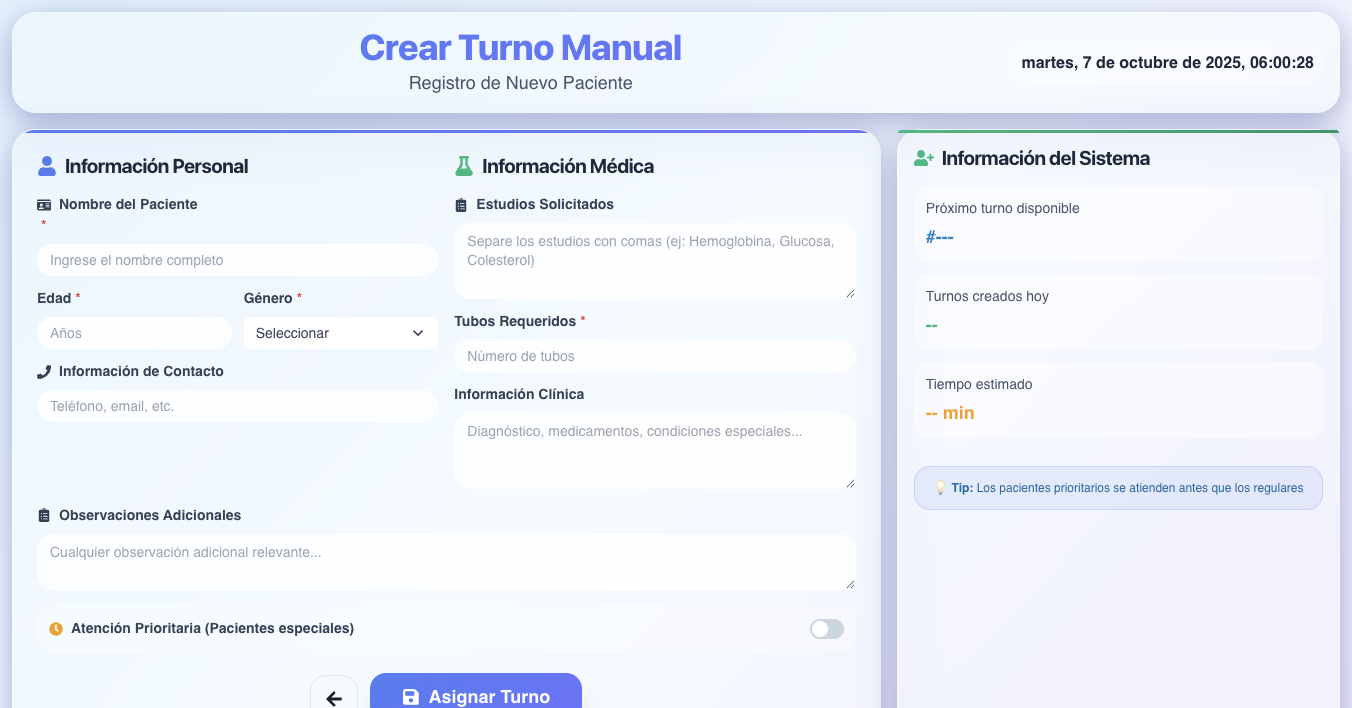 Crear Turno Manual
Registro de Nuevo Paciente
martes, 7 de octubre de 2025, 06:00:28
Información Personal
Nombre del Paciente
*
Ingrese el nombre completo
Edad *
Género *
Años
Seleccionar
Información de Contacto
Teléfono, email, etc.
Información Médica
Estudios Solicitados
Separe los estudios con comas (ej: Hemoglobina, Glucosa,
Colesterol)
Tubos Requeridos *
Número de tubos
Información Clínica
Diagnóstico, medicamentos, condiciones especiales...
Observaciones Adicionales
Cualquier observación adicional relevante...
Atención Prioritaria (Pacientes especiales)
Asignar Turno
Información del Sistema
Próximo turno disponible
#---
Turnos creados hoy
--
Tiempo estimado
-- min
💡 Tip: Los pacientes prioritarios se atienden antes que los regulares